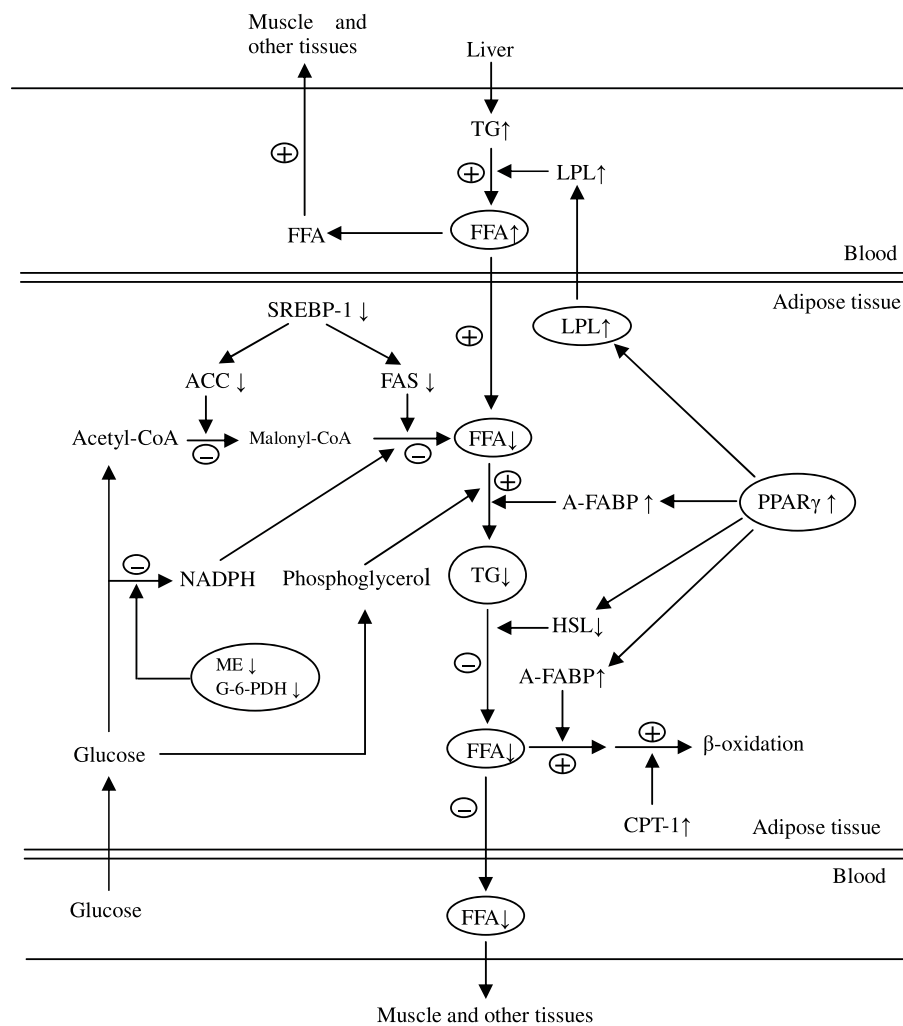 Muscle and
other tissues
Liver
TG↑
+
+
LPL↑
FFA
FFA↑
Blood
Adipose tissue
SREBP-1 ↓
LPL↑
+
ACC ↓
FAS ↓
Acetyl-CoA
Malonyl-CoA
FFA↓
−
−
+
A-FABP ↑
PPARγ ↑
−
NADPH
Phosphoglycerol
TG↓
HSL↓
ME ↓
G-6-PDH ↓
−
A-FABP↑
Glucose
FFA↓
+
+
β-oxidation
−
CPT-1↑
Adipose tissue
Blood
Glucose
FFA↓
Muscle and other tissues